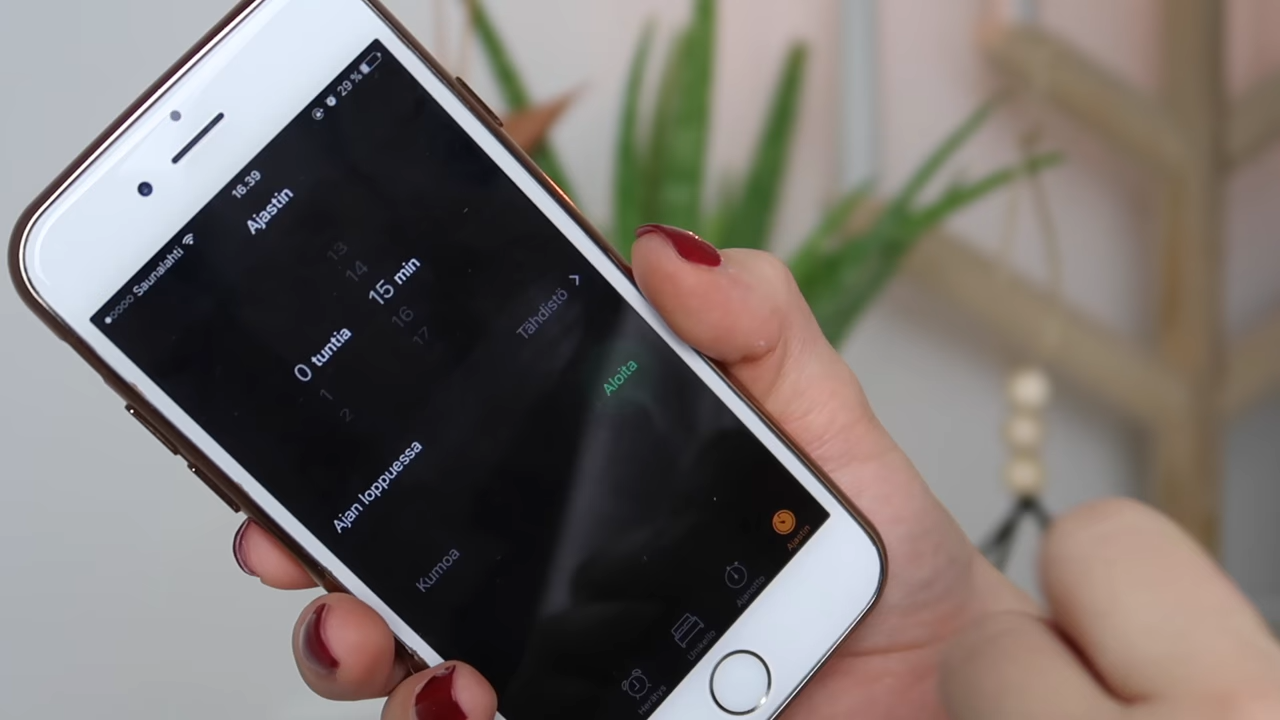 Saunalahti 16.39 29 %
Ajastin
13
14
0 tuntia 15 min
1 16
2 17
Ajan loppuessa Tähdistö
Kumoa Aloita
Herätys Unikello Ajanotto Ajastin